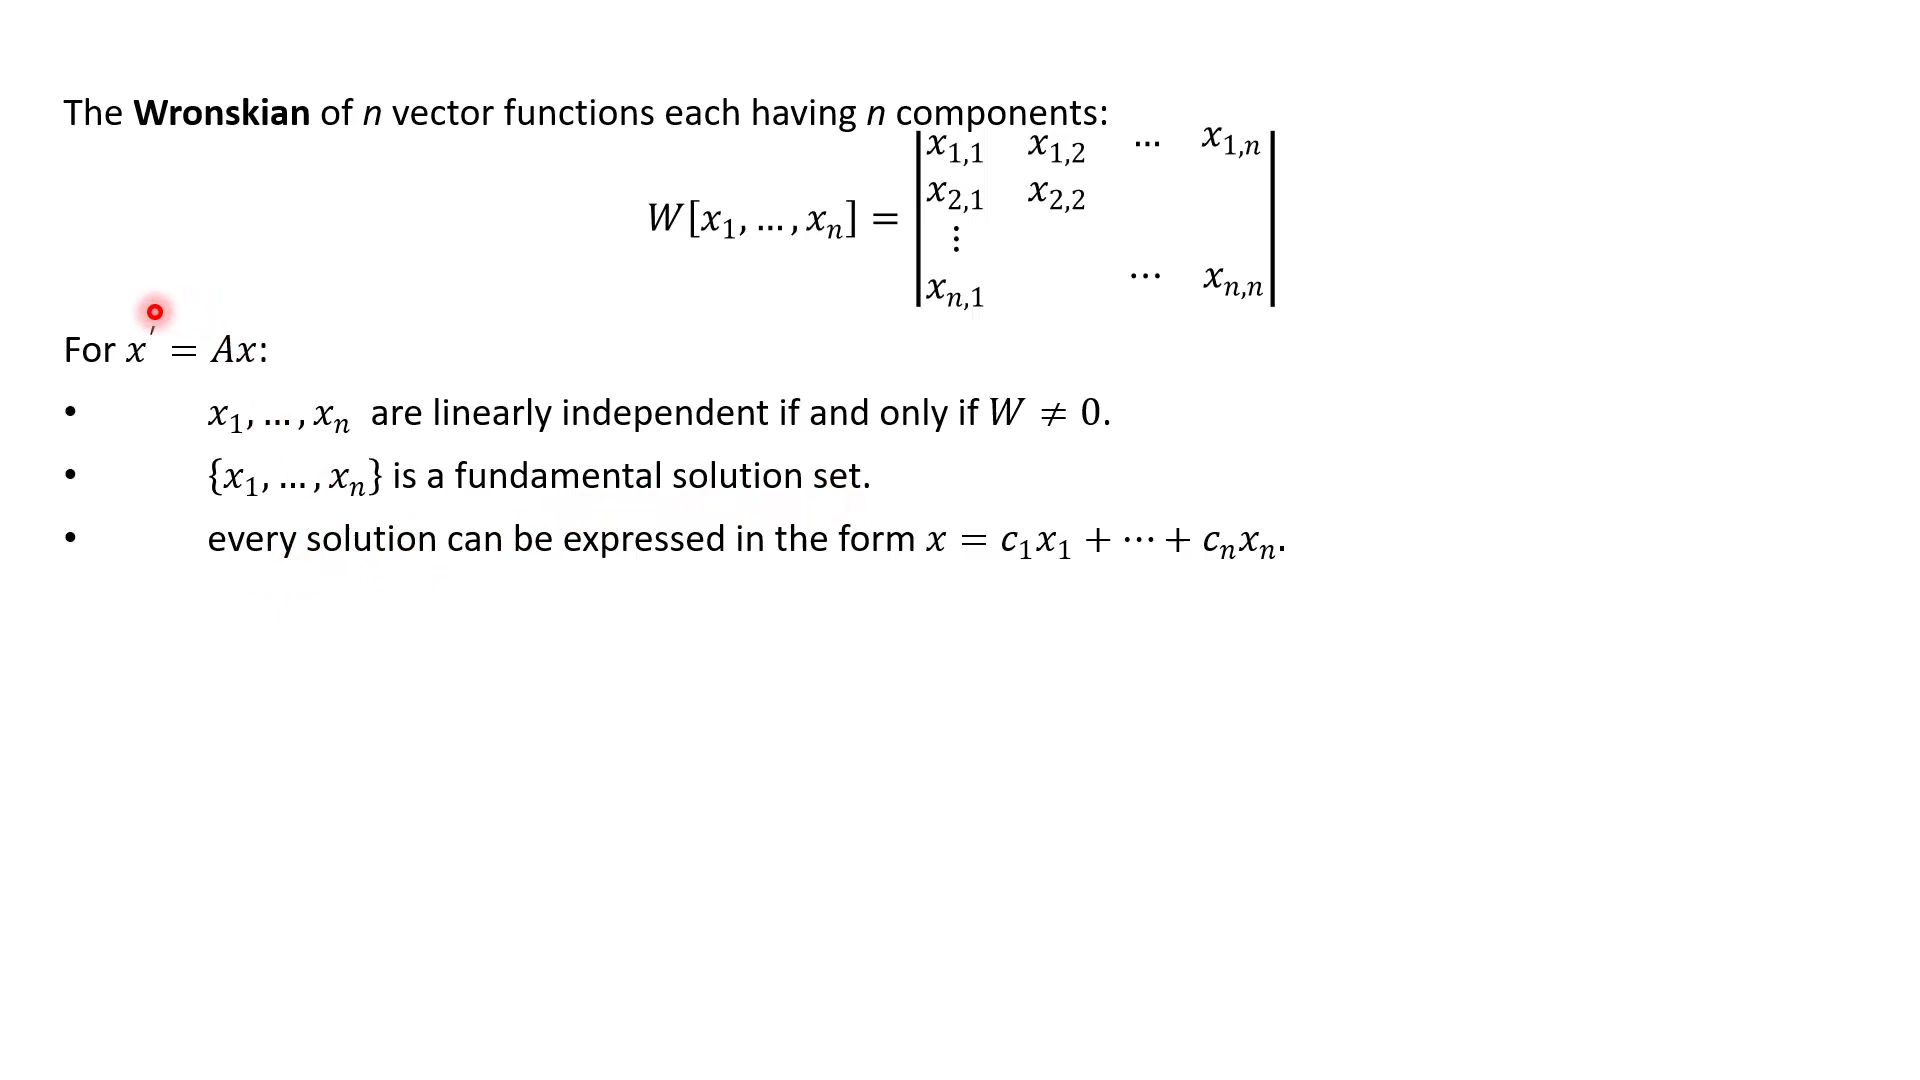 The Wronskian of n vector functions each having n components:
W[x₁, … , xₙ] = | x₁,₁ x₁,₂ … x₁,ₙ
x₂,₁ x₂,₂
⋮
xₙ,₁ ⋯ xₙ,ₙ |
For x′ = Ax:
• x₁, … , xₙ are linearly independent if and only if W ≠ 0.
• {x₁, … , xₙ} is a fundamental solution set.
• every solution can be expressed in the form x = c₁x₁ + ⋯ + cₙxₙ.